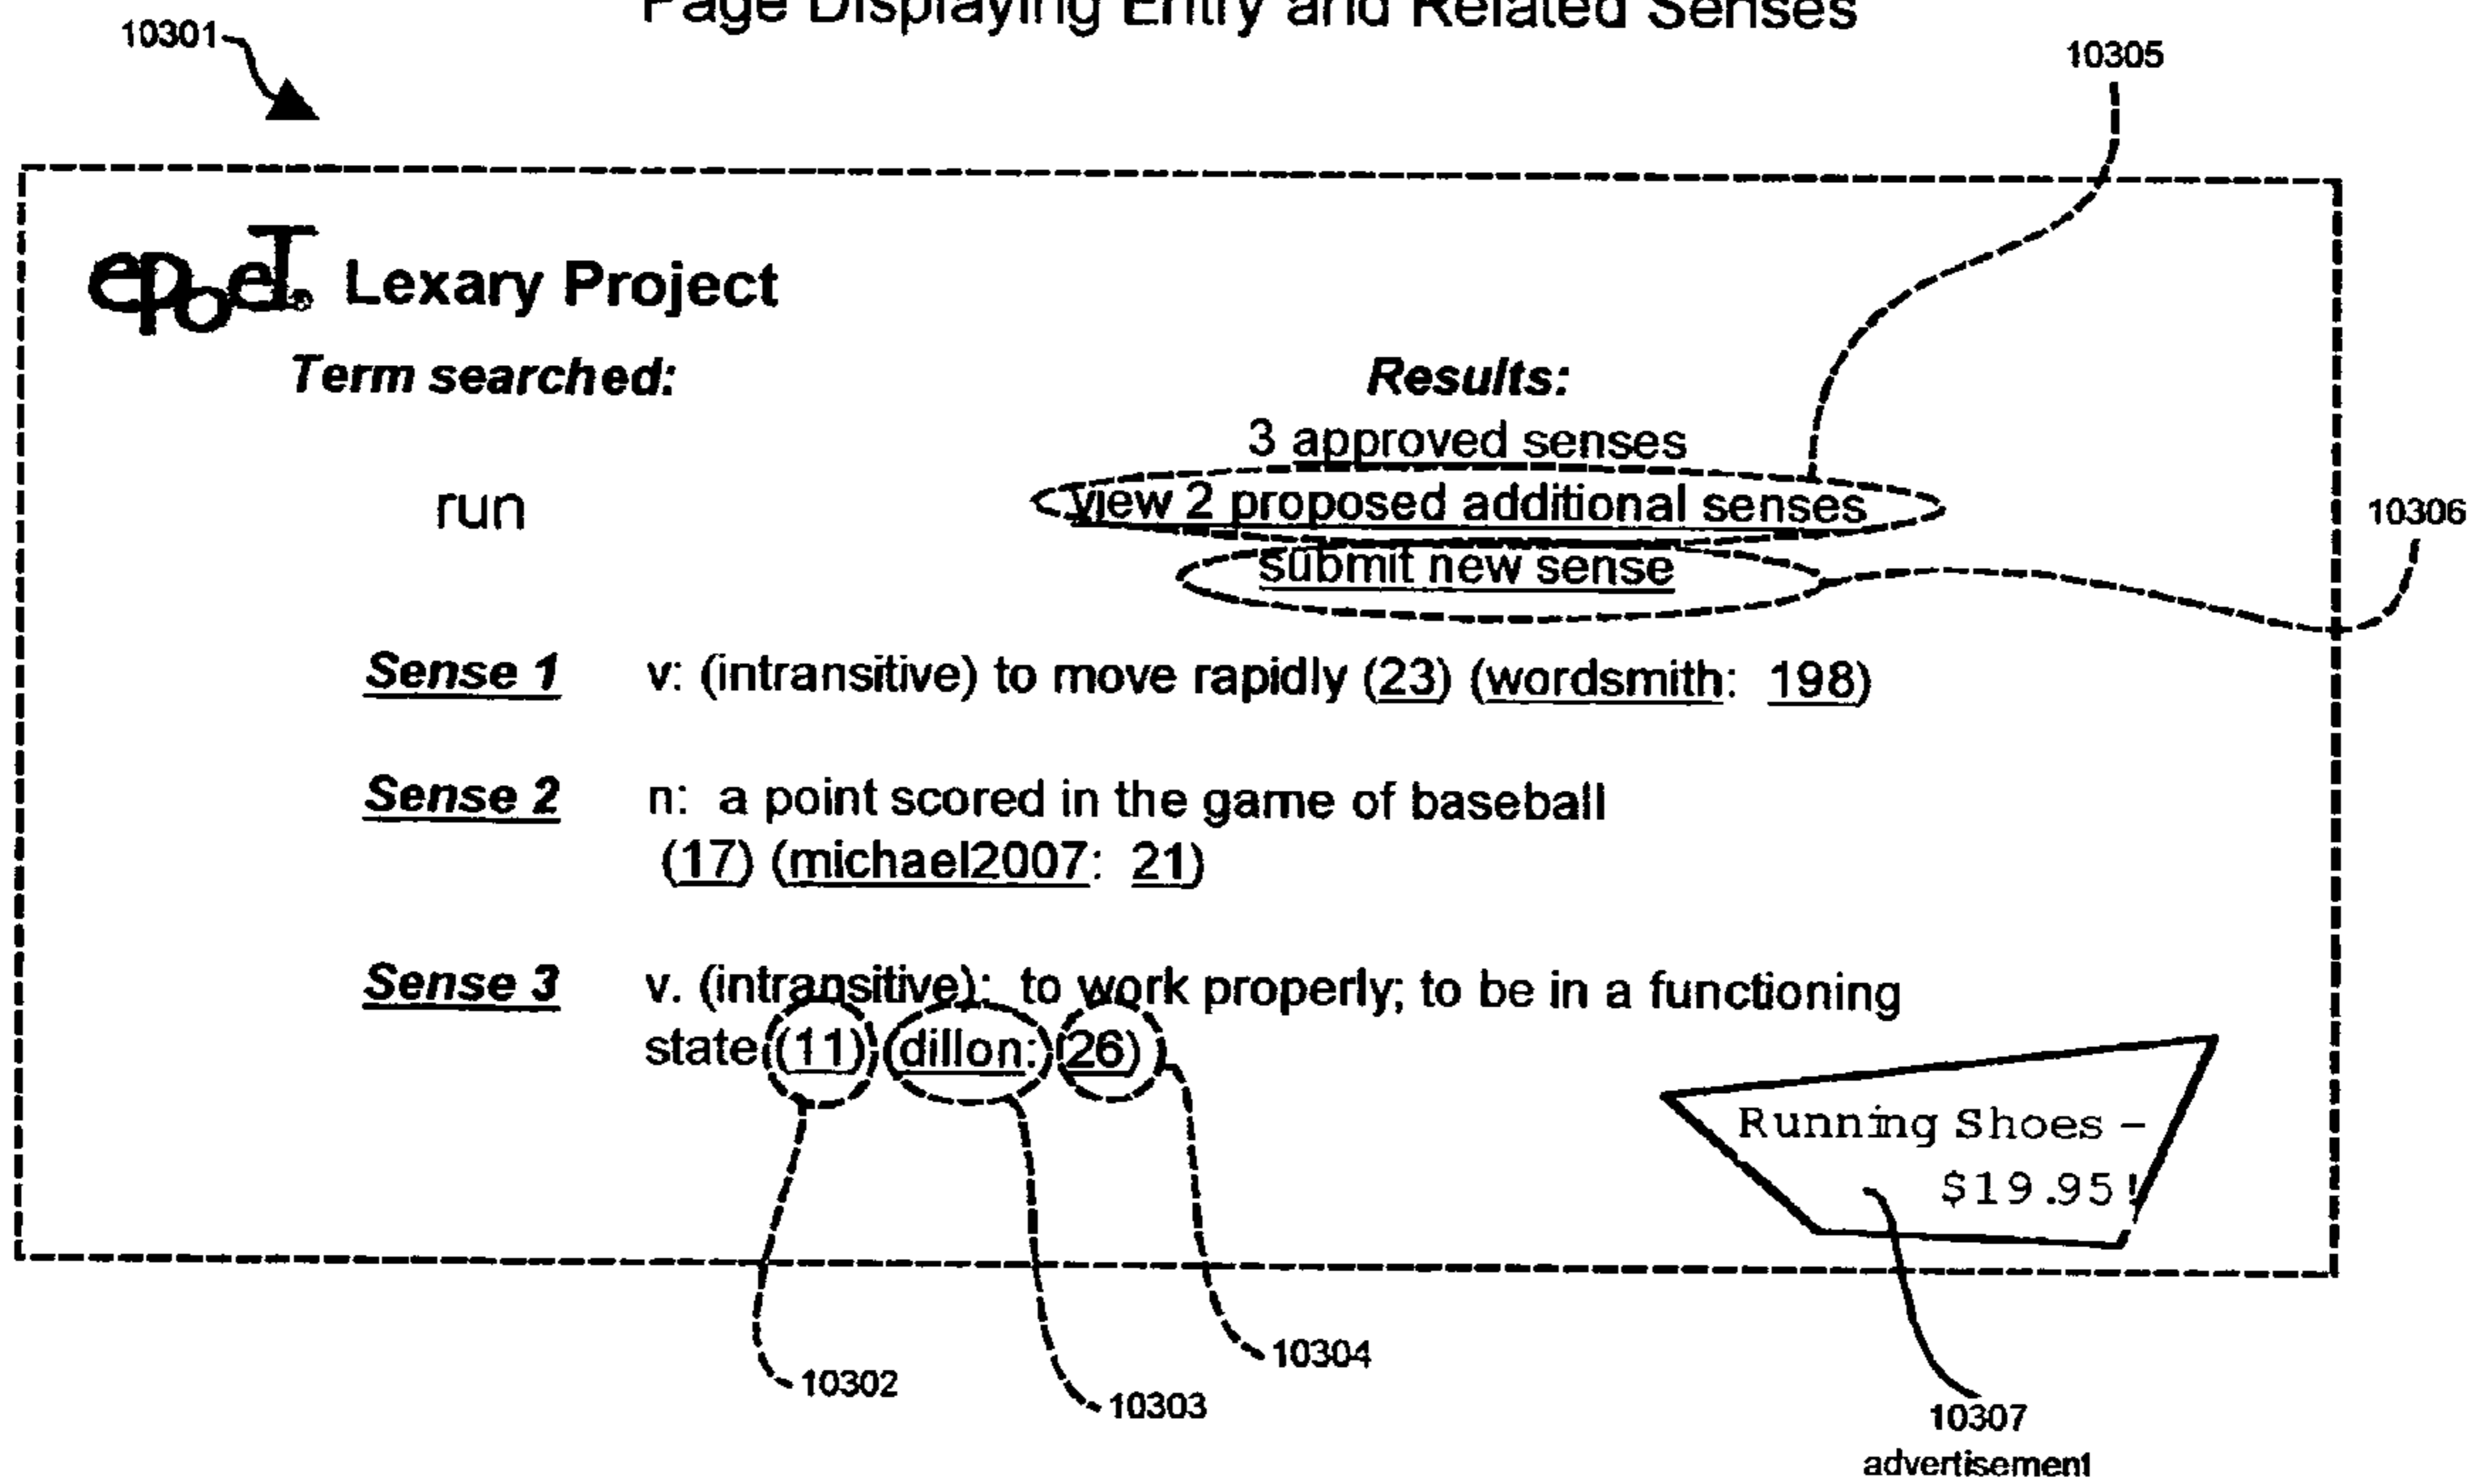 Page Displaying Entry and Related Senses
10301
10305
epoeT® Lexary Project
Term searched: Results:
3 approved senses
run view 2 proposed additional senses
10306
submit new sense
Sense 1 v: (intransitive) to move rapidly (23) (wordsmith: 198)
Sense 2 n: a point scored in the game of baseball
(17) (michael2007: 21)
Sense 3 v. (intransitive): to work properly; to be in a functioning
state (11) (dillon: 26)
Running Shoes –
$19.95!
10304
10302
10303
10307
advertisement